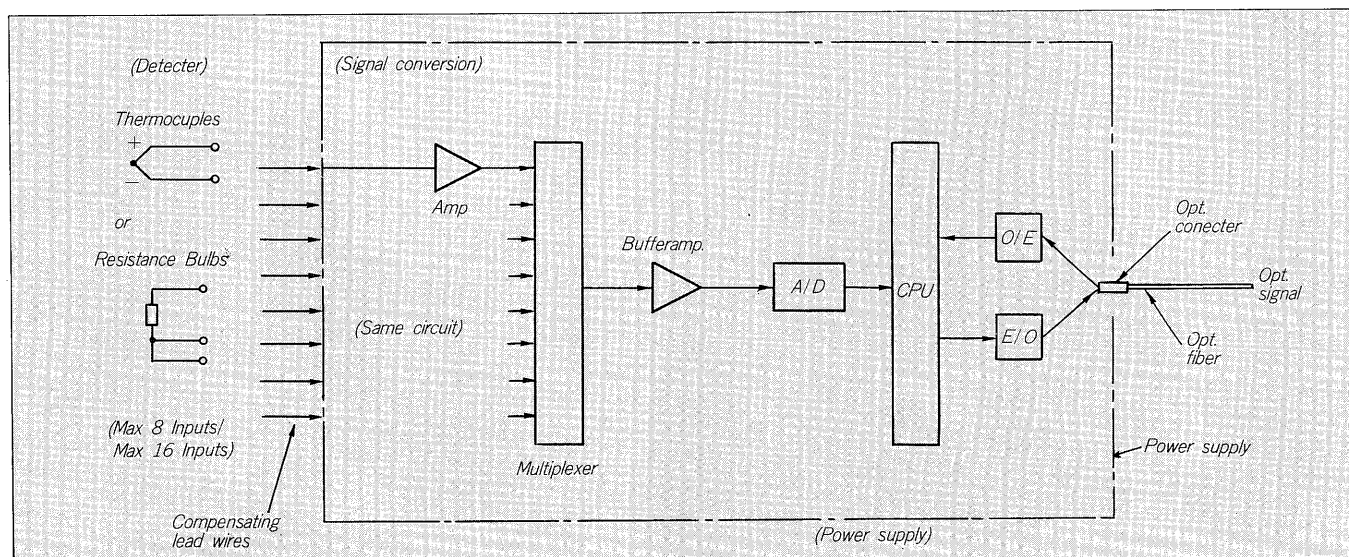 (Detecter)
Thermocuples
+
−
or
Resistance Bulbs
(Max 8 Inputs/
Max 16 Inputs)
Compensating
lead wires
(Signal conversion)
Amp
(Same circuit)
Multiplexer
Bufferamp.
A/D
CPU
O/E
E/O
Opt.
conecter
Opt.
signal
Opt.
fiber
Power supply
(Power supply)